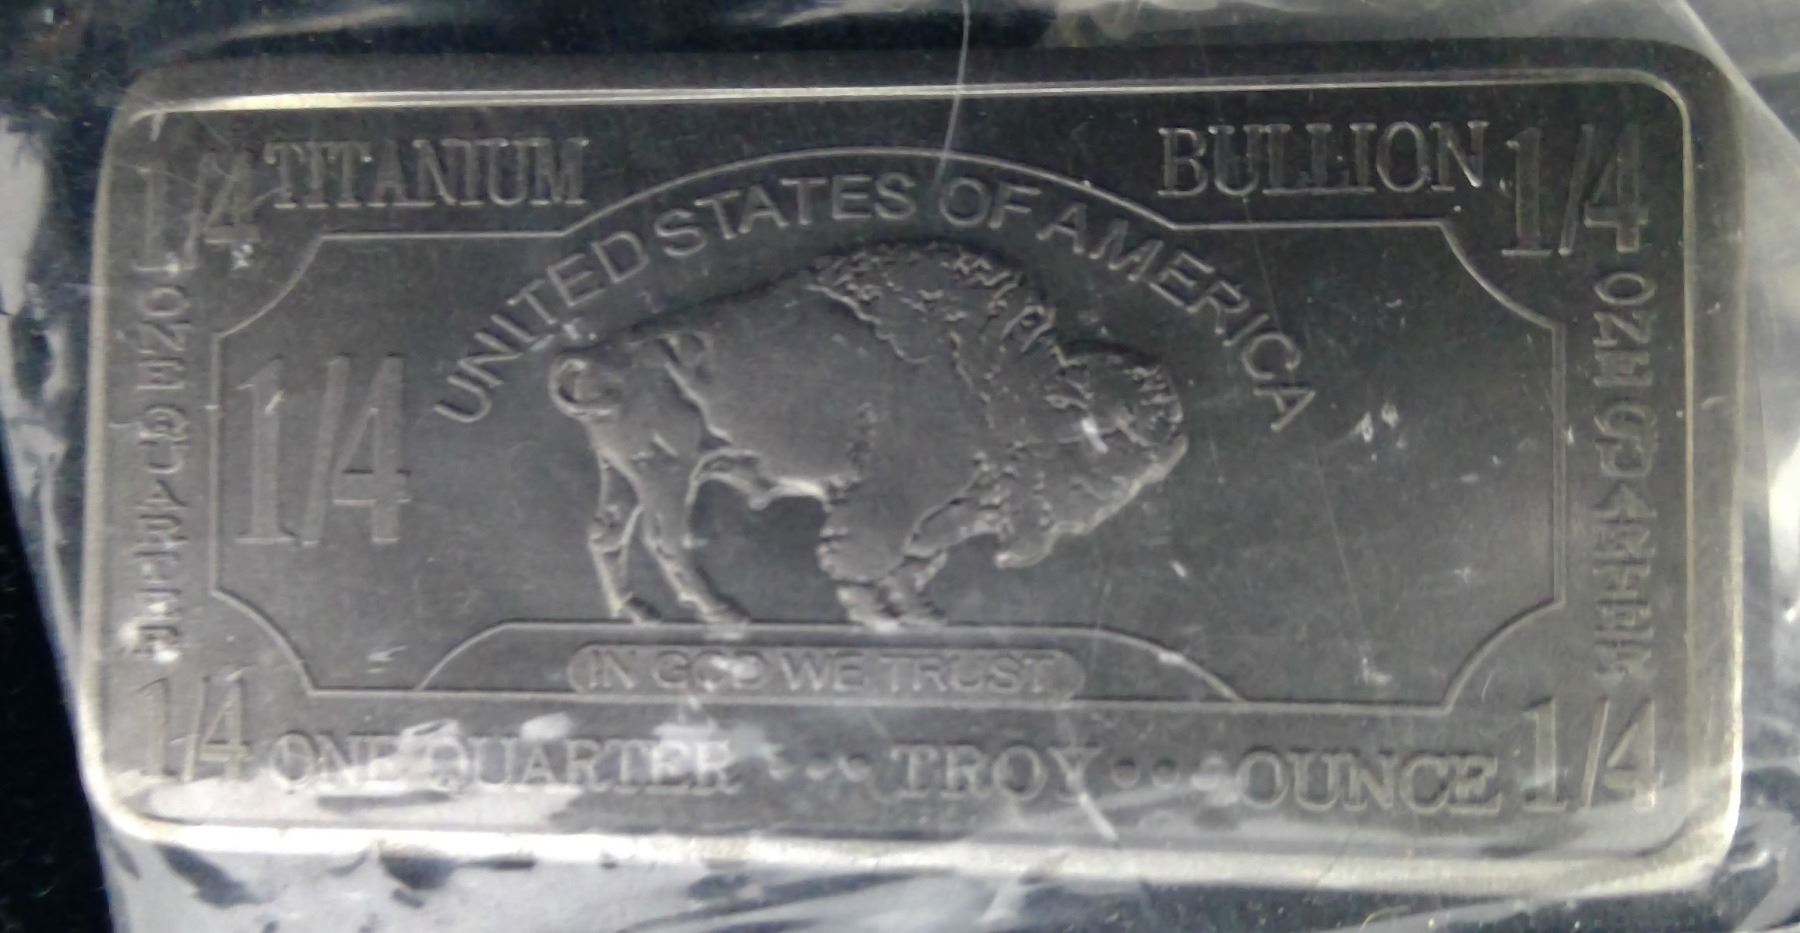 1/4 TITANIUM BULLION 1/4
UNITED STATES OF AMERICA
1/4
ONE QUARTER
ONE QUARTER
IN GOD WE TRUST
1/4 ONE QUARTER ••• TROY ••• OUNCE 1/4